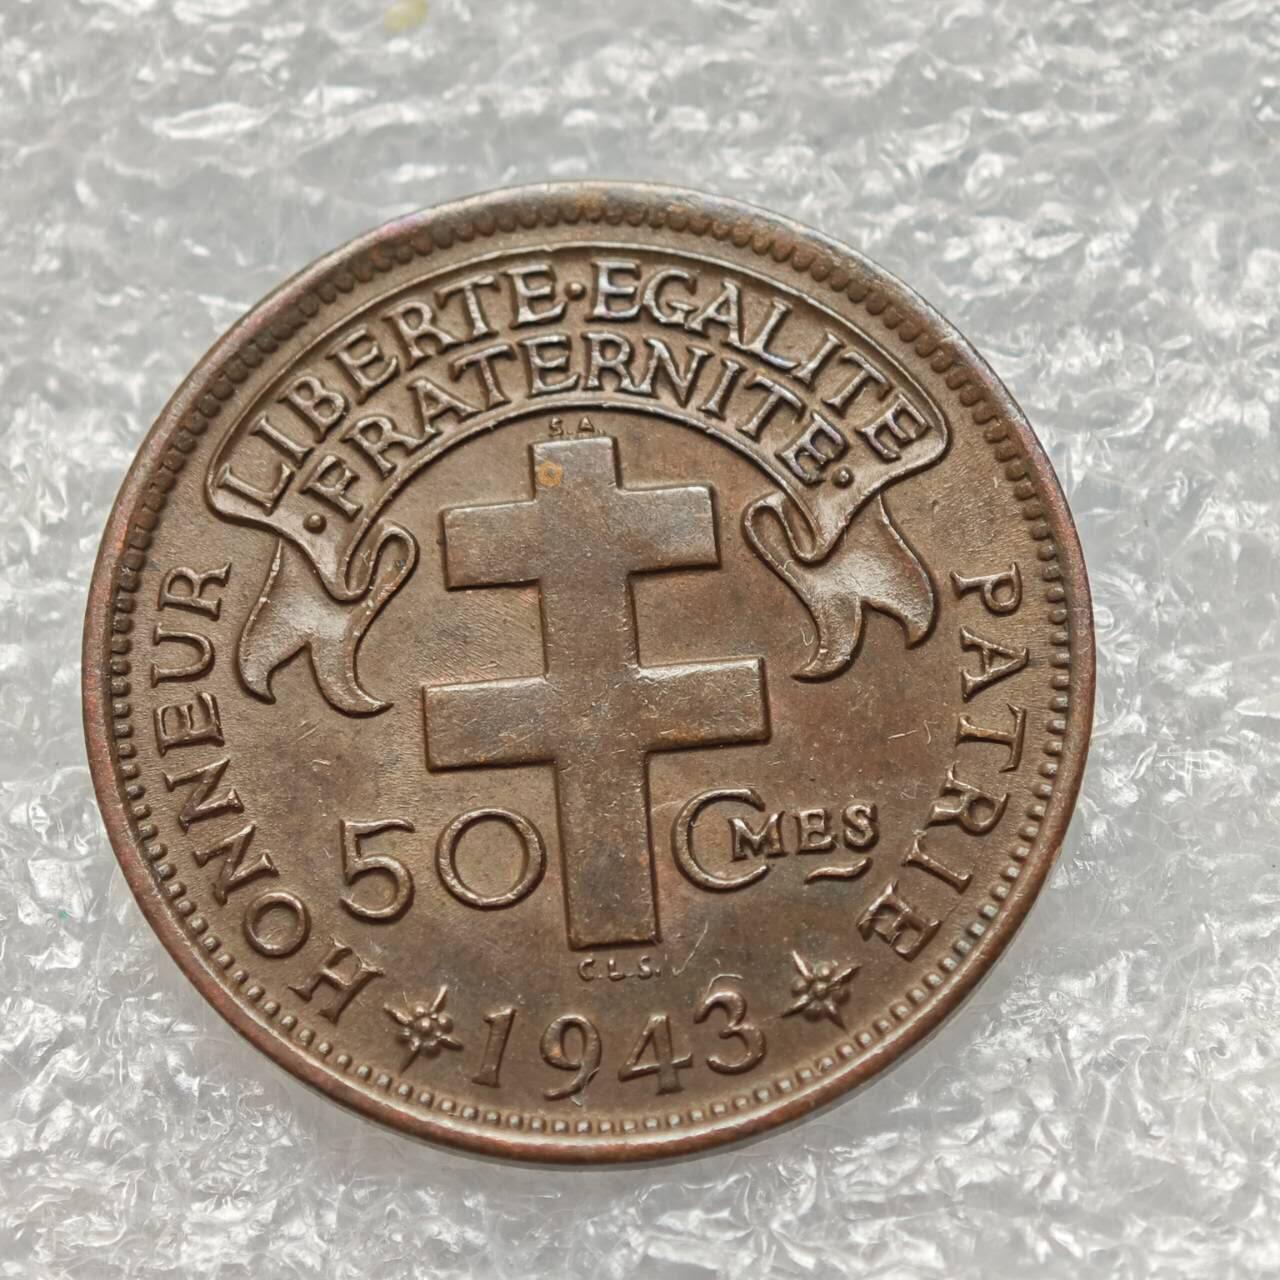 LIBERTE·EGALITE
·FRATERNITE·
S.A.
HONNEUR
PATRIE
50 CMES
C.L.S.
1943